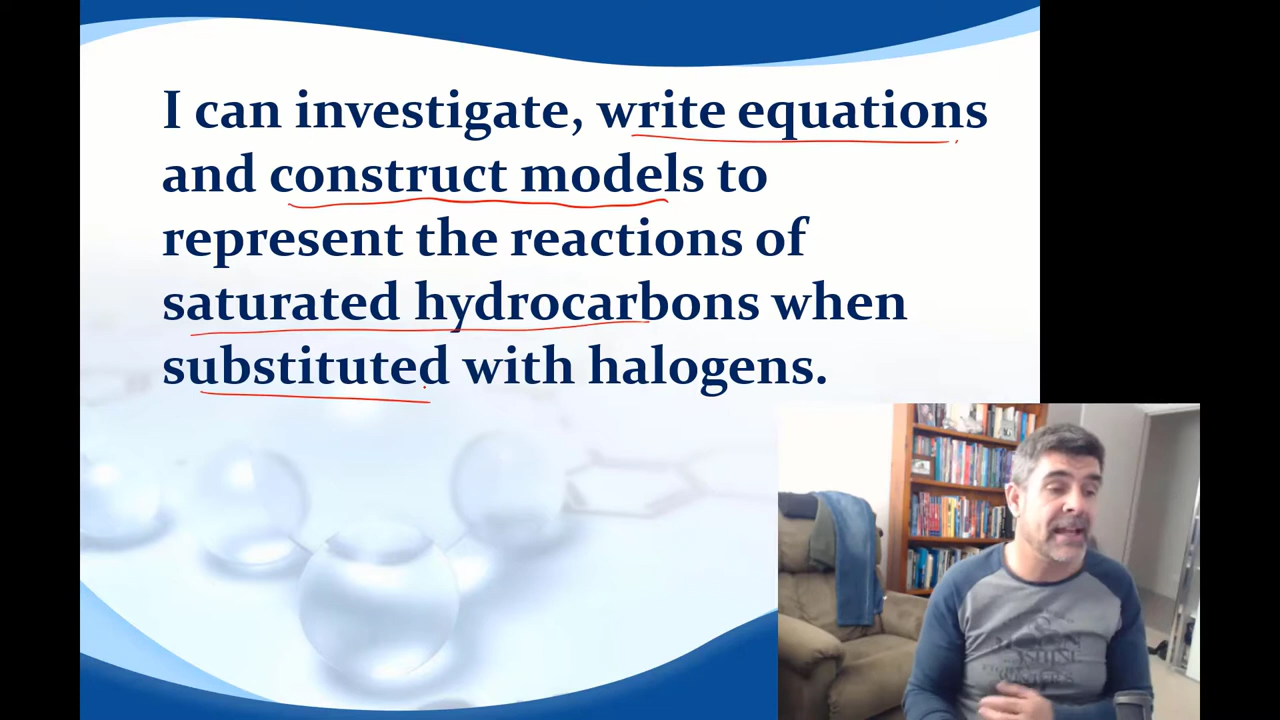 I can investigate, write equations
and construct models to
represent the reactions of
saturated hydrocarbons when
substituted with halogens.